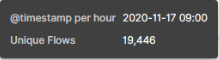 @timestamp per hour 2020-11-17 09:00
Unique Flows 19,446